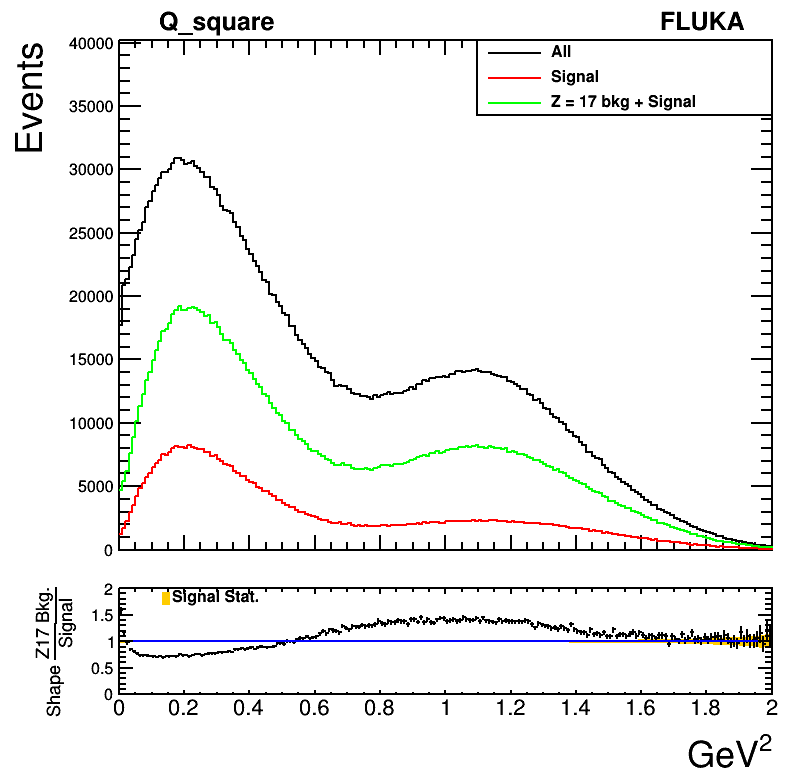 Q_square FLUKA
Events
All
Signal
Z = 17 bkg + Signal
40000
35000
30000
25000
20000
15000
10000
5000
0
Shape Z17 Bkg.
Signal
Signal Stat.
2
1.5
1
0.5
0
0 0.2 0.4 0.6 0.8 1 1.2 1.4 1.6 1.8 2
GeV²